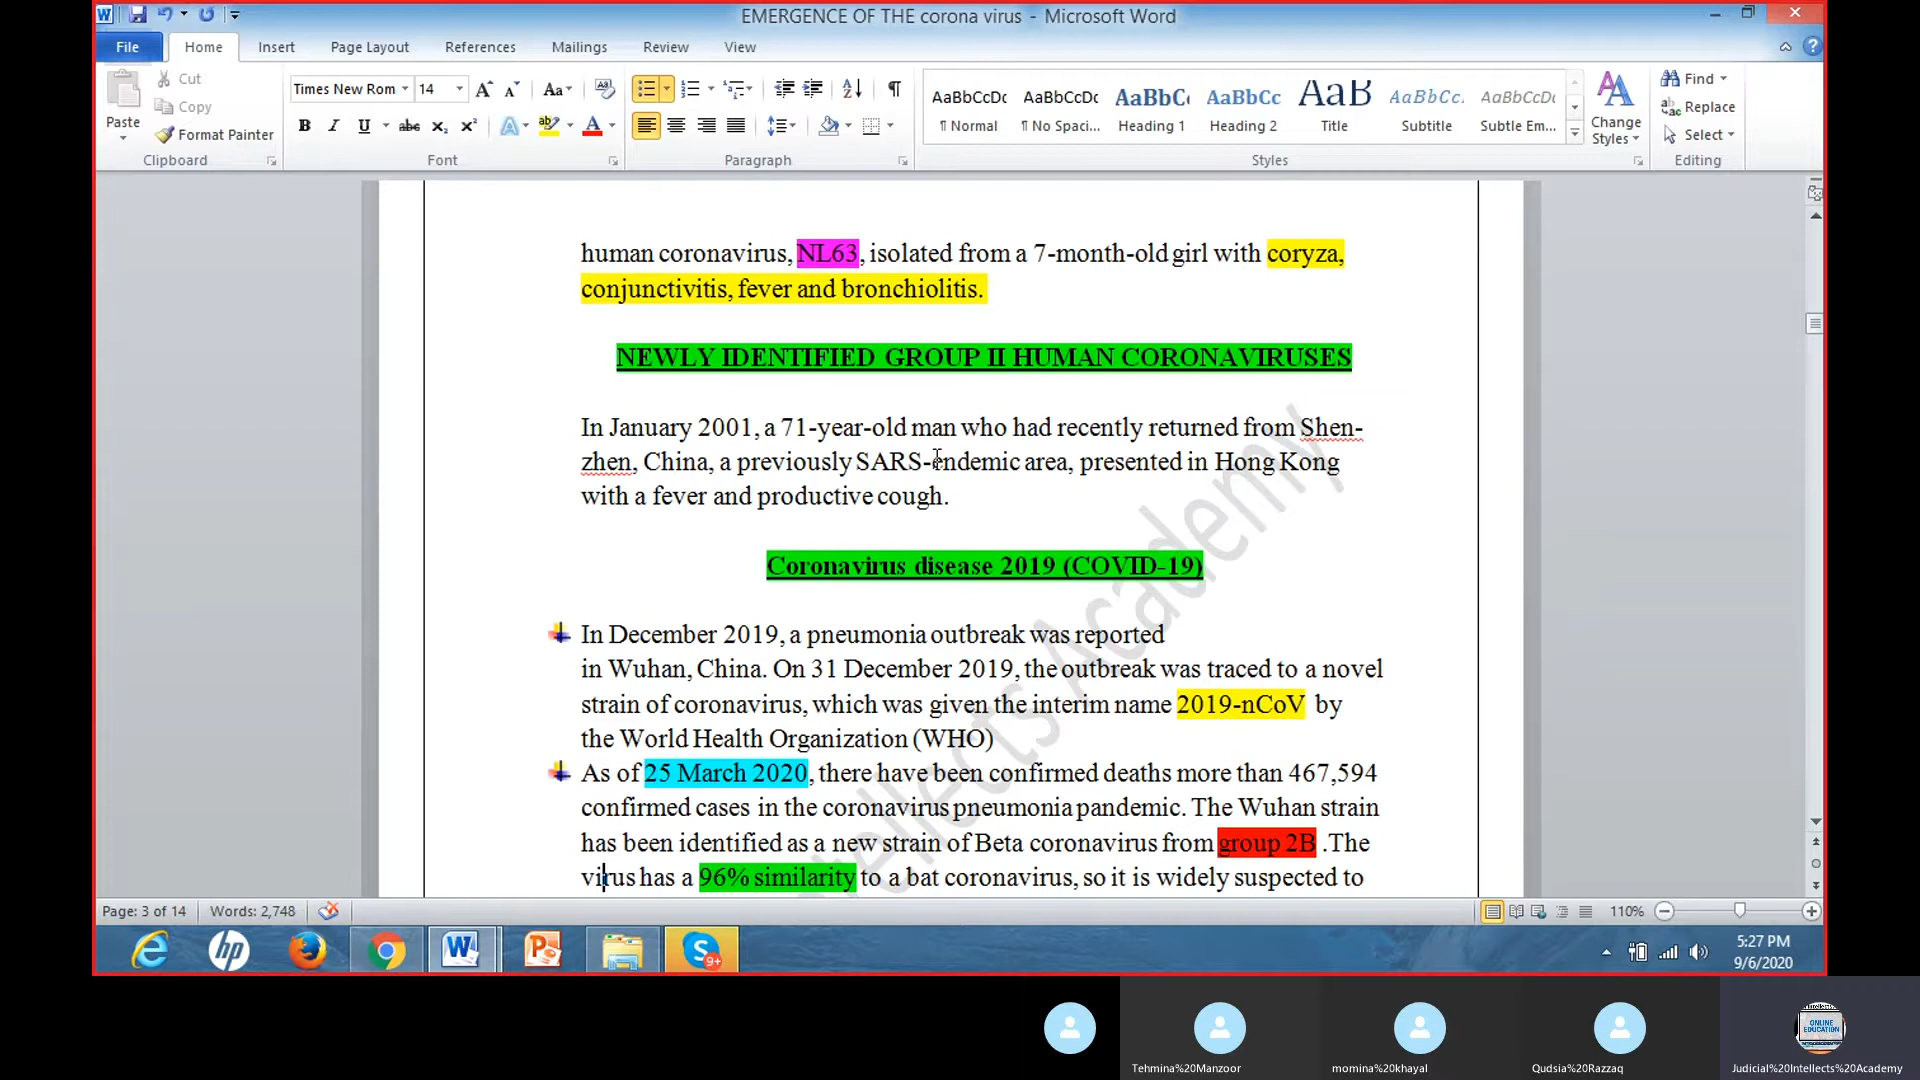 EMERGENCE OF THE corona virus - Microsoft Word
File Home Insert Page Layout References Mailings Review View
Cut
Copy
Format Painter
Paste
Clipboard
Times New Rom 14
Font
Paragraph
AaBbCcDc AaBbCcDc AaBbC AaBbCc AaB AaBbCc. AaBbCcDc
¶ Normal ¶ No Spaci... Heading 1 Heading 2 Title Subtitle Subtle Em...
Styles
Change
Styles
Find
Replace
Select
Editing
human coronavirus, NL63, isolated from a 7-month-old girl with coryza,
conjunctivitis, fever and bronchiolitis.
NEWLY IDENTIFIED GROUP II HUMAN CORONAVIRUSES
In January 2001, a 71-year-old man who had recently returned from Shen-
zhen, China, a previously SARS-endemic area, presented in Hong Kong
with a fever and productive cough.
Coronavirus disease 2019 (COVID-19)
In December 2019, a pneumonia outbreak was reported
in Wuhan, China. On 31 December 2019, the outbreak was traced to a novel
strain of coronavirus, which was given the interim name 2019-nCoV by
the World Health Organization (WHO)
As of 25 March 2020, there have been confirmed deaths more than 467,594
confirmed cases in the coronavirus pneumonia pandemic. The Wuhan strain
has been identified as a new strain of Beta coronavirus from group 2B .The
virus has a 96% similarity to a bat coronavirus, so it is widely suspected to
ntellects Academy
Page: 3 of 14 Words: 2,748 110%
5:27 PM
9/6/2020
9+
ONLINE
EDUCATION
Tehmina%20Manzoor momina%20khayal Qudsia%20Razzaq Judicial%20Intellects%20Academy